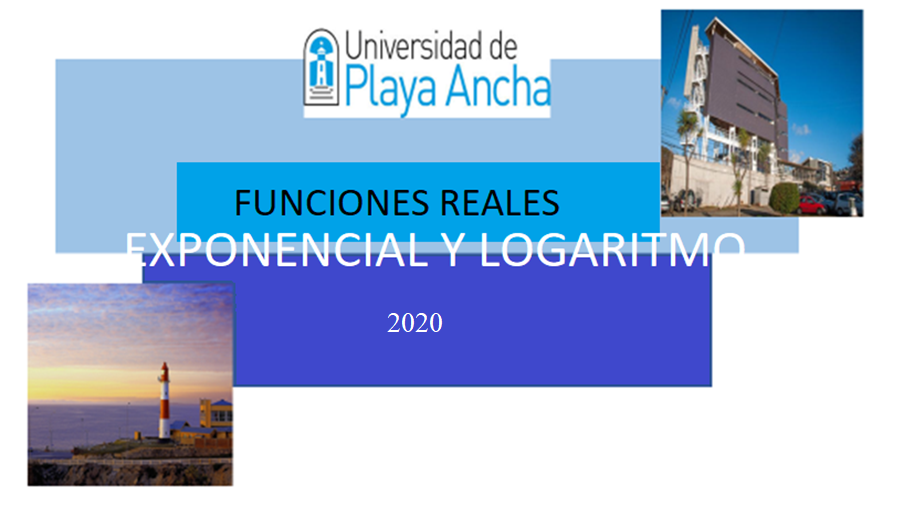 Universidad de
Playa Ancha
FUNCIONES REALES
EXPONENCIAL Y LOGARITMO
2020